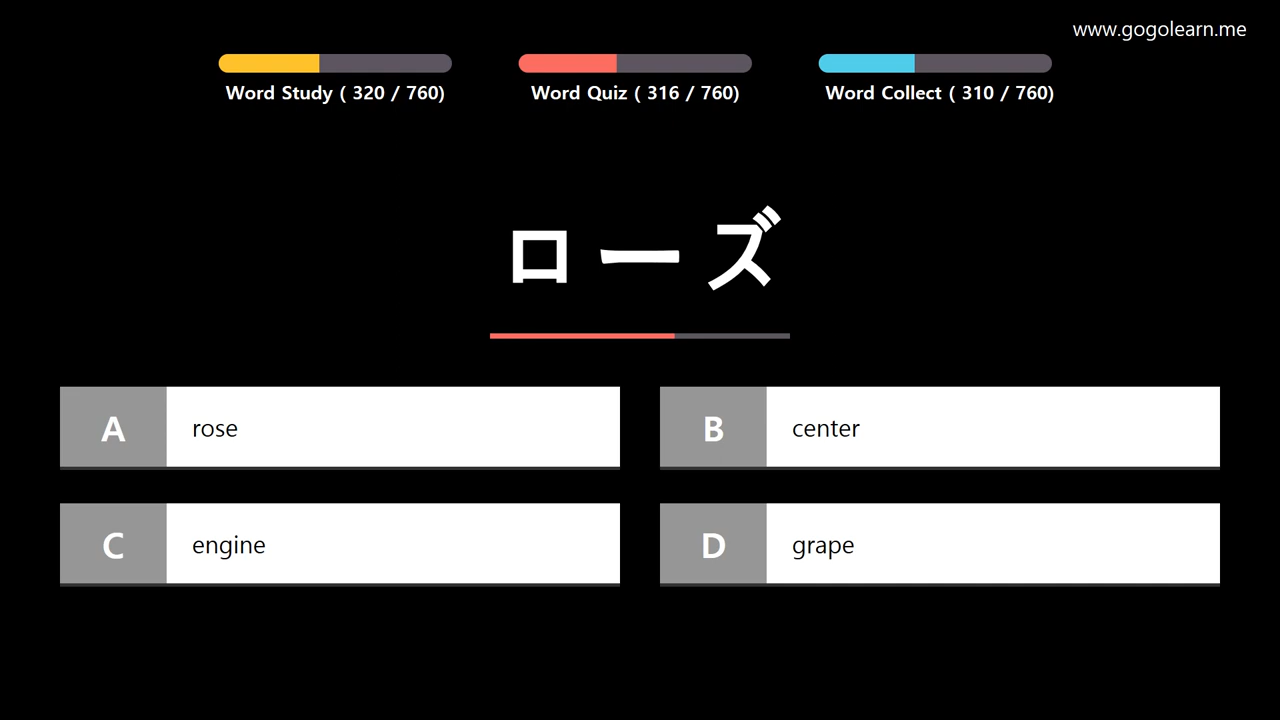 www.gogolearn.me
Word Study ( 320 / 760)
Word Quiz ( 316 / 760)
Word Collect ( 310 / 760)
ローズ
A rose
B center
C engine
D grape